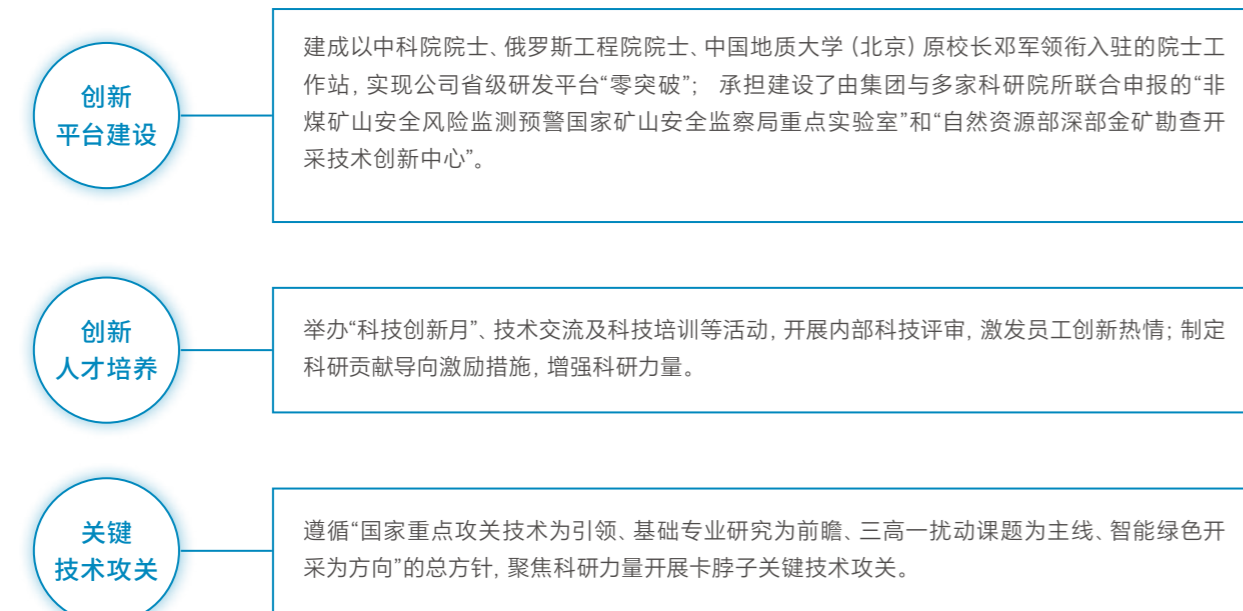 创新
平台建设
建成以中科院院士、俄罗斯工程院院士、中国地质大学（北京）原校长邓军领衔入驻的院士工
作站，实现公司省级研发平台“零突破”； 承担建设了由集团与多家科研院所联合申报的“非
煤矿山安全风险监测预警国家矿山安全监察局重点实验室”和“自然资源部深部金矿勘查开
采技术创新中心”。
创新
人才培养
举办“科技创新月”、技术交流及科技培训等活动，开展内部科技评审，激发员工创新热情；制定
科研贡献导向激励措施，增强科研力量。
关键
技术攻关
遵循“国家重点攻关技术为引领、基础专业研究为前瞻、三高一扰动课题为主线、智能绿色开
采为方向”的总方针，聚焦科研力量开展卡脖子关键技术攻关。